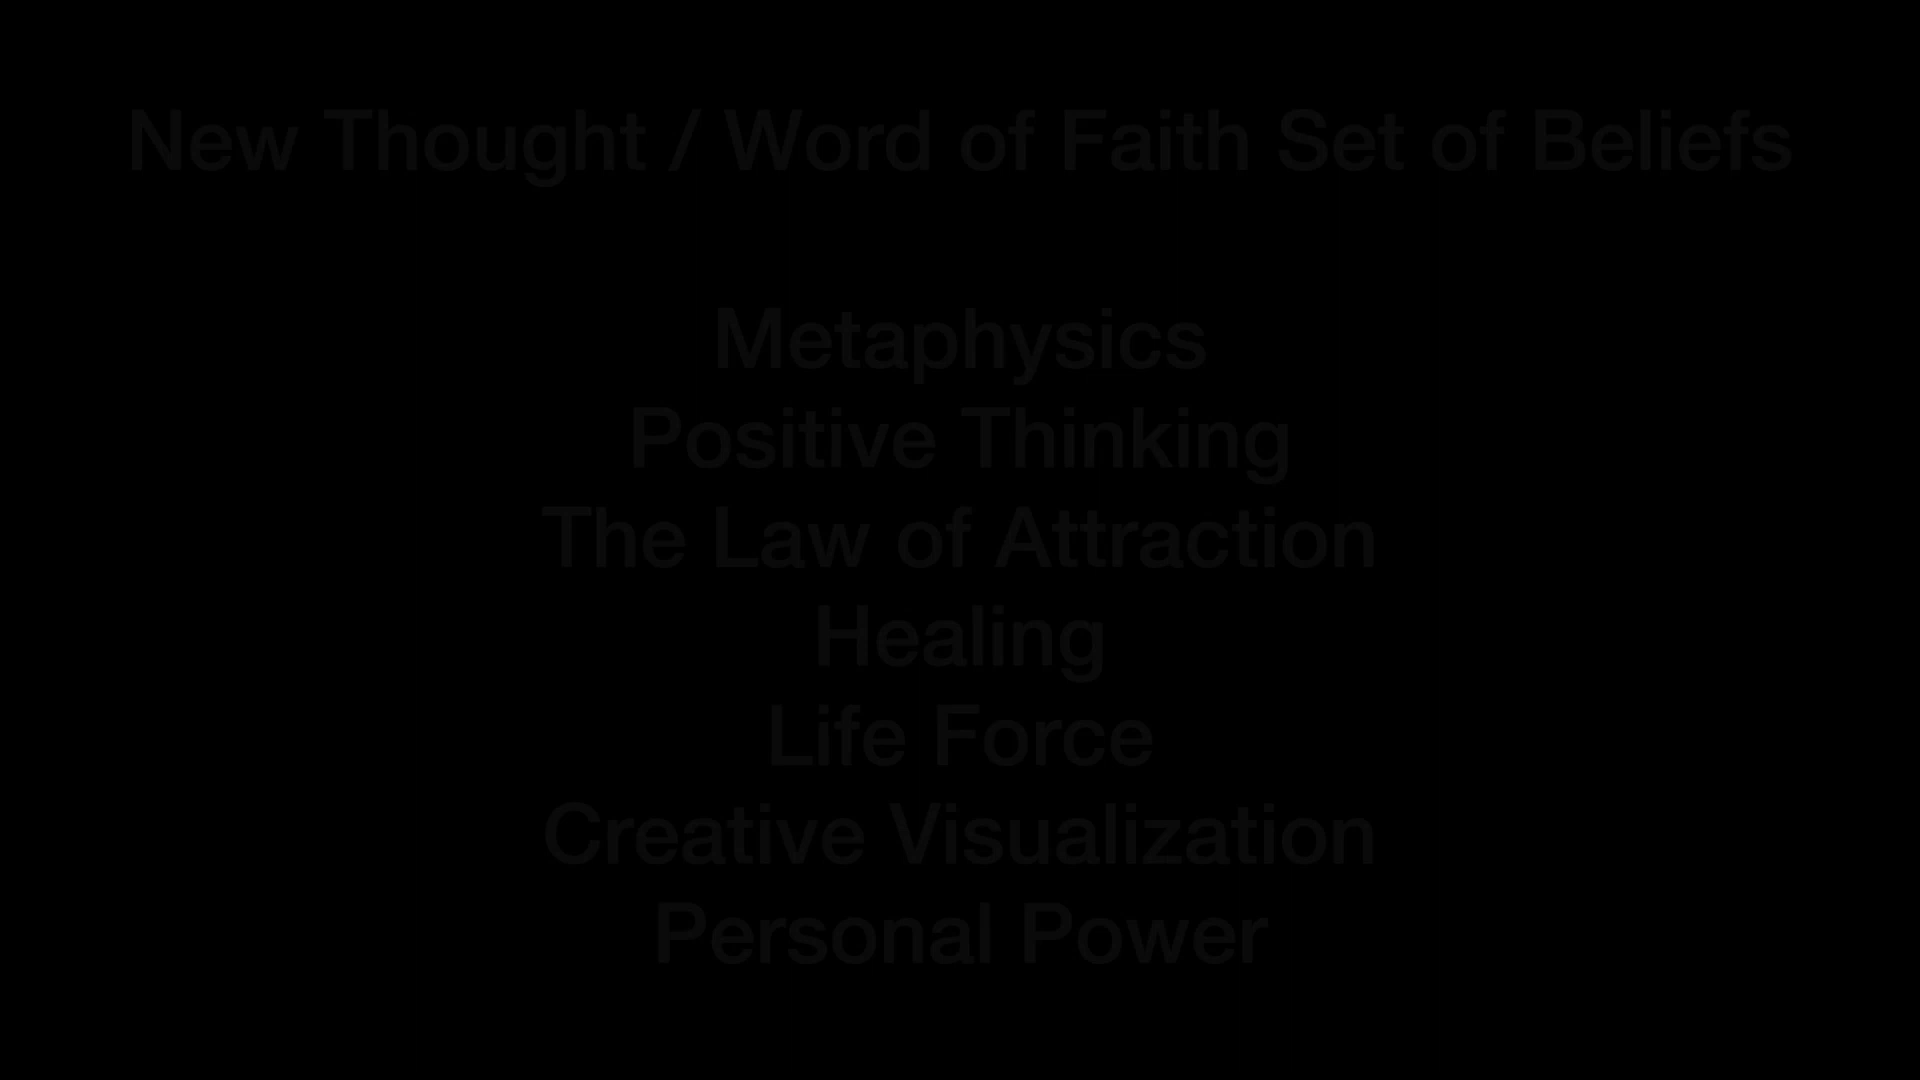 New Thought / Word of Faith Set of Beliefs
Metaphysics
Positive Thinking
The Law of Attraction
Healing
Life Force
Creative Visualization
Personal Power